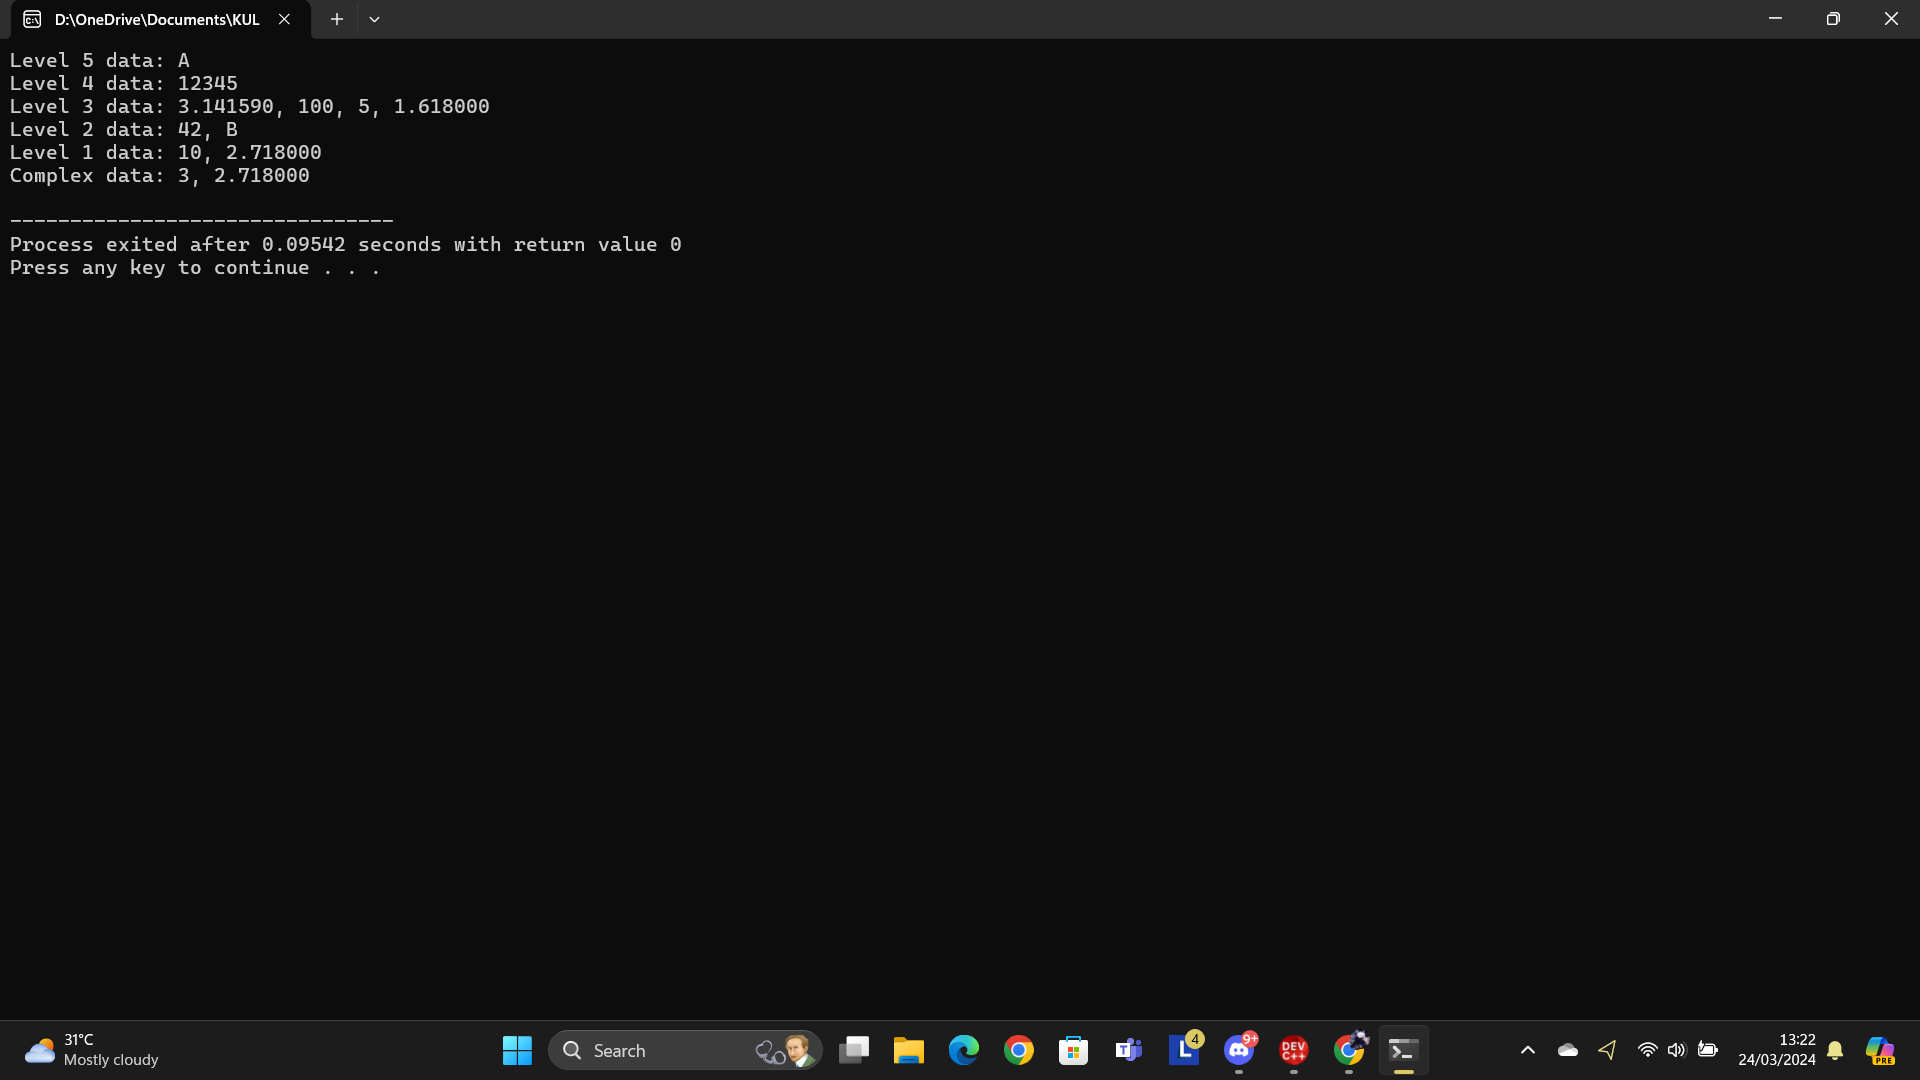 D:\OneDrive\Documents\KUL
Level 5 data: A
Level 4 data: 12345
Level 3 data: 3.141590, 100, 5, 1.618000
Level 2 data: 42, B
Level 1 data: 10, 2.718000
Complex data: 3, 2.718000
--------------------------------
Process exited after 0.09542 seconds with return value 0
Press any key to continue . . .
31°C
Mostly cloudy
Search
T
L
4
9+
DEV
C++
13:22
24/03/2024
PRE